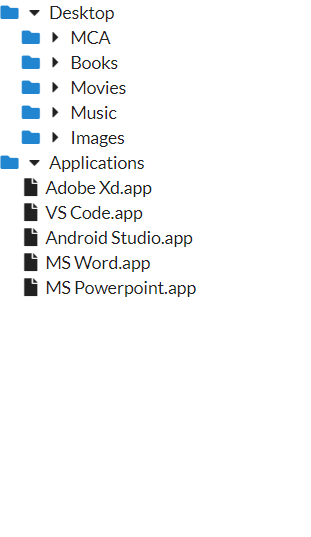 Desktop
MCA
Books
Movies
Music
Images
Applications
Adobe Xd.app
VS Code.app
Android Studio.app
MS Word.app
MS Powerpoint.app